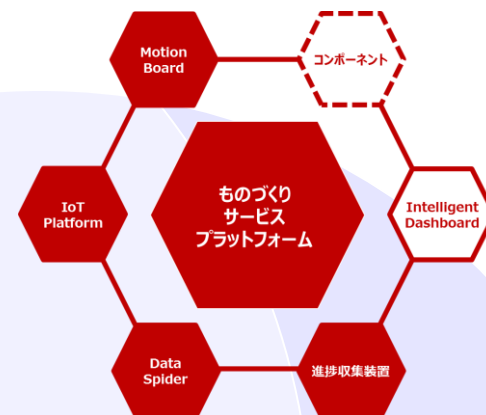 Motion
Board
コンポーネント
ものづくり
サービス
プラットフォーム
IoT
Platform
Intelligent
Dashboard
Data
Spider
進捗収集装置